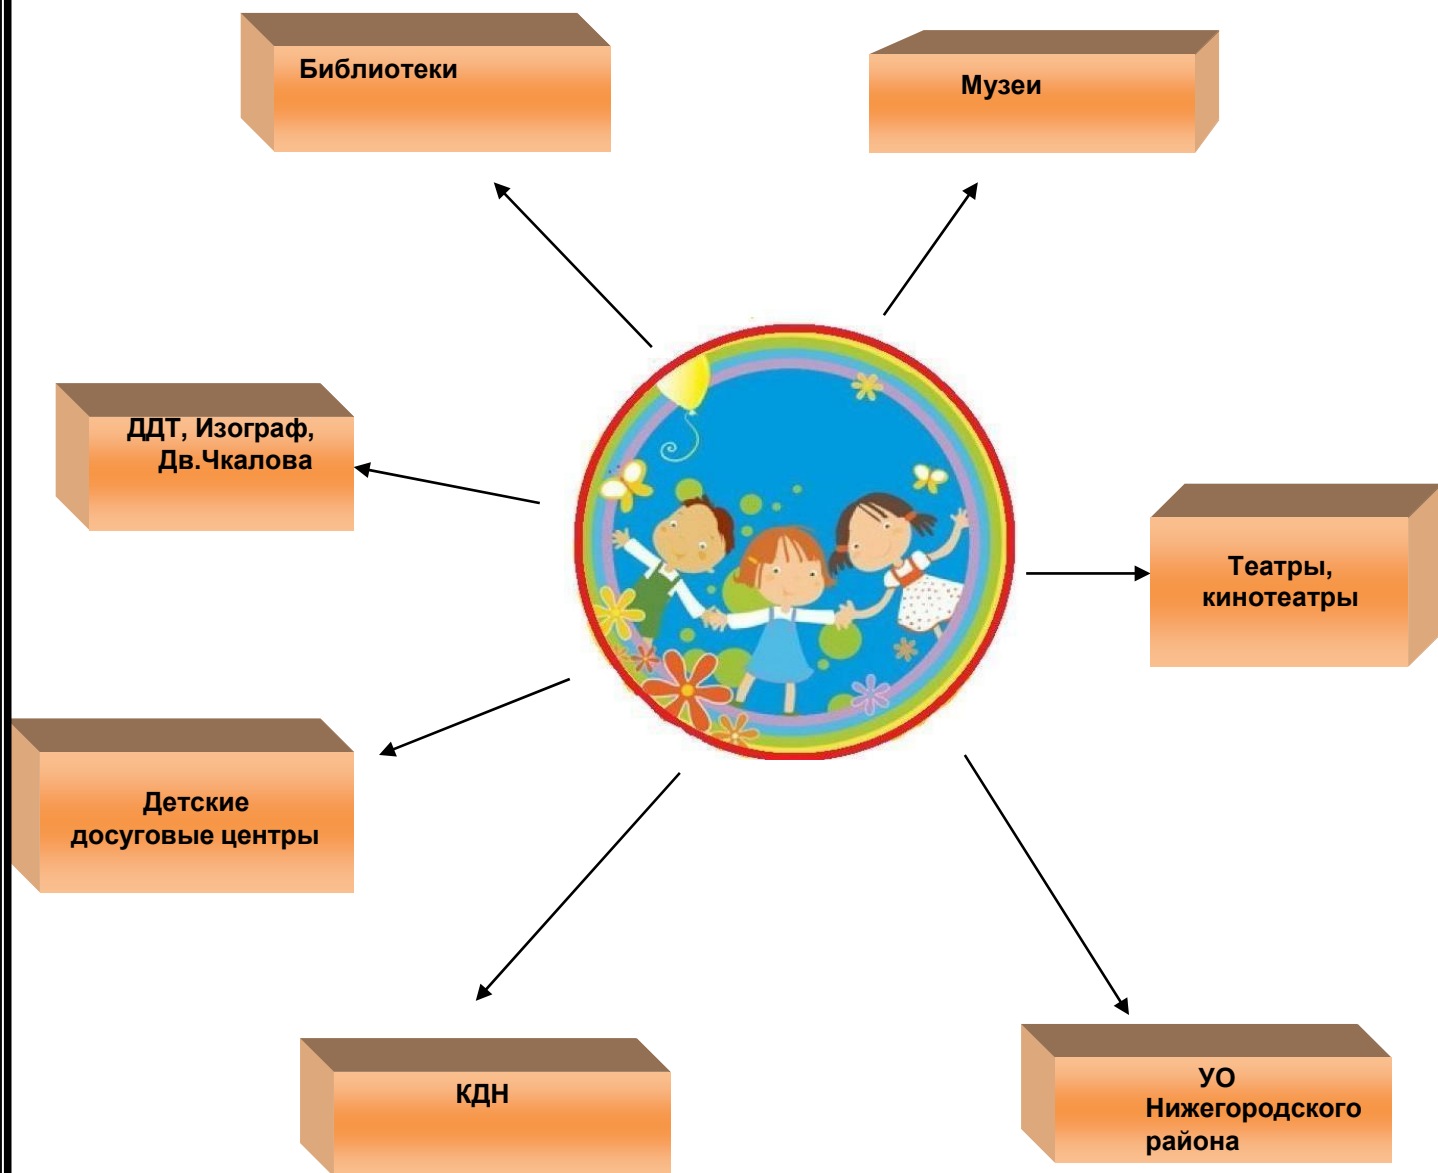 Библиотеки
Музеи
ДДТ, Изограф,
Дв.Чкалова
Театры,
кинотеатры
Детские
досуговые центры
КДН
УО
Нижегородского
района